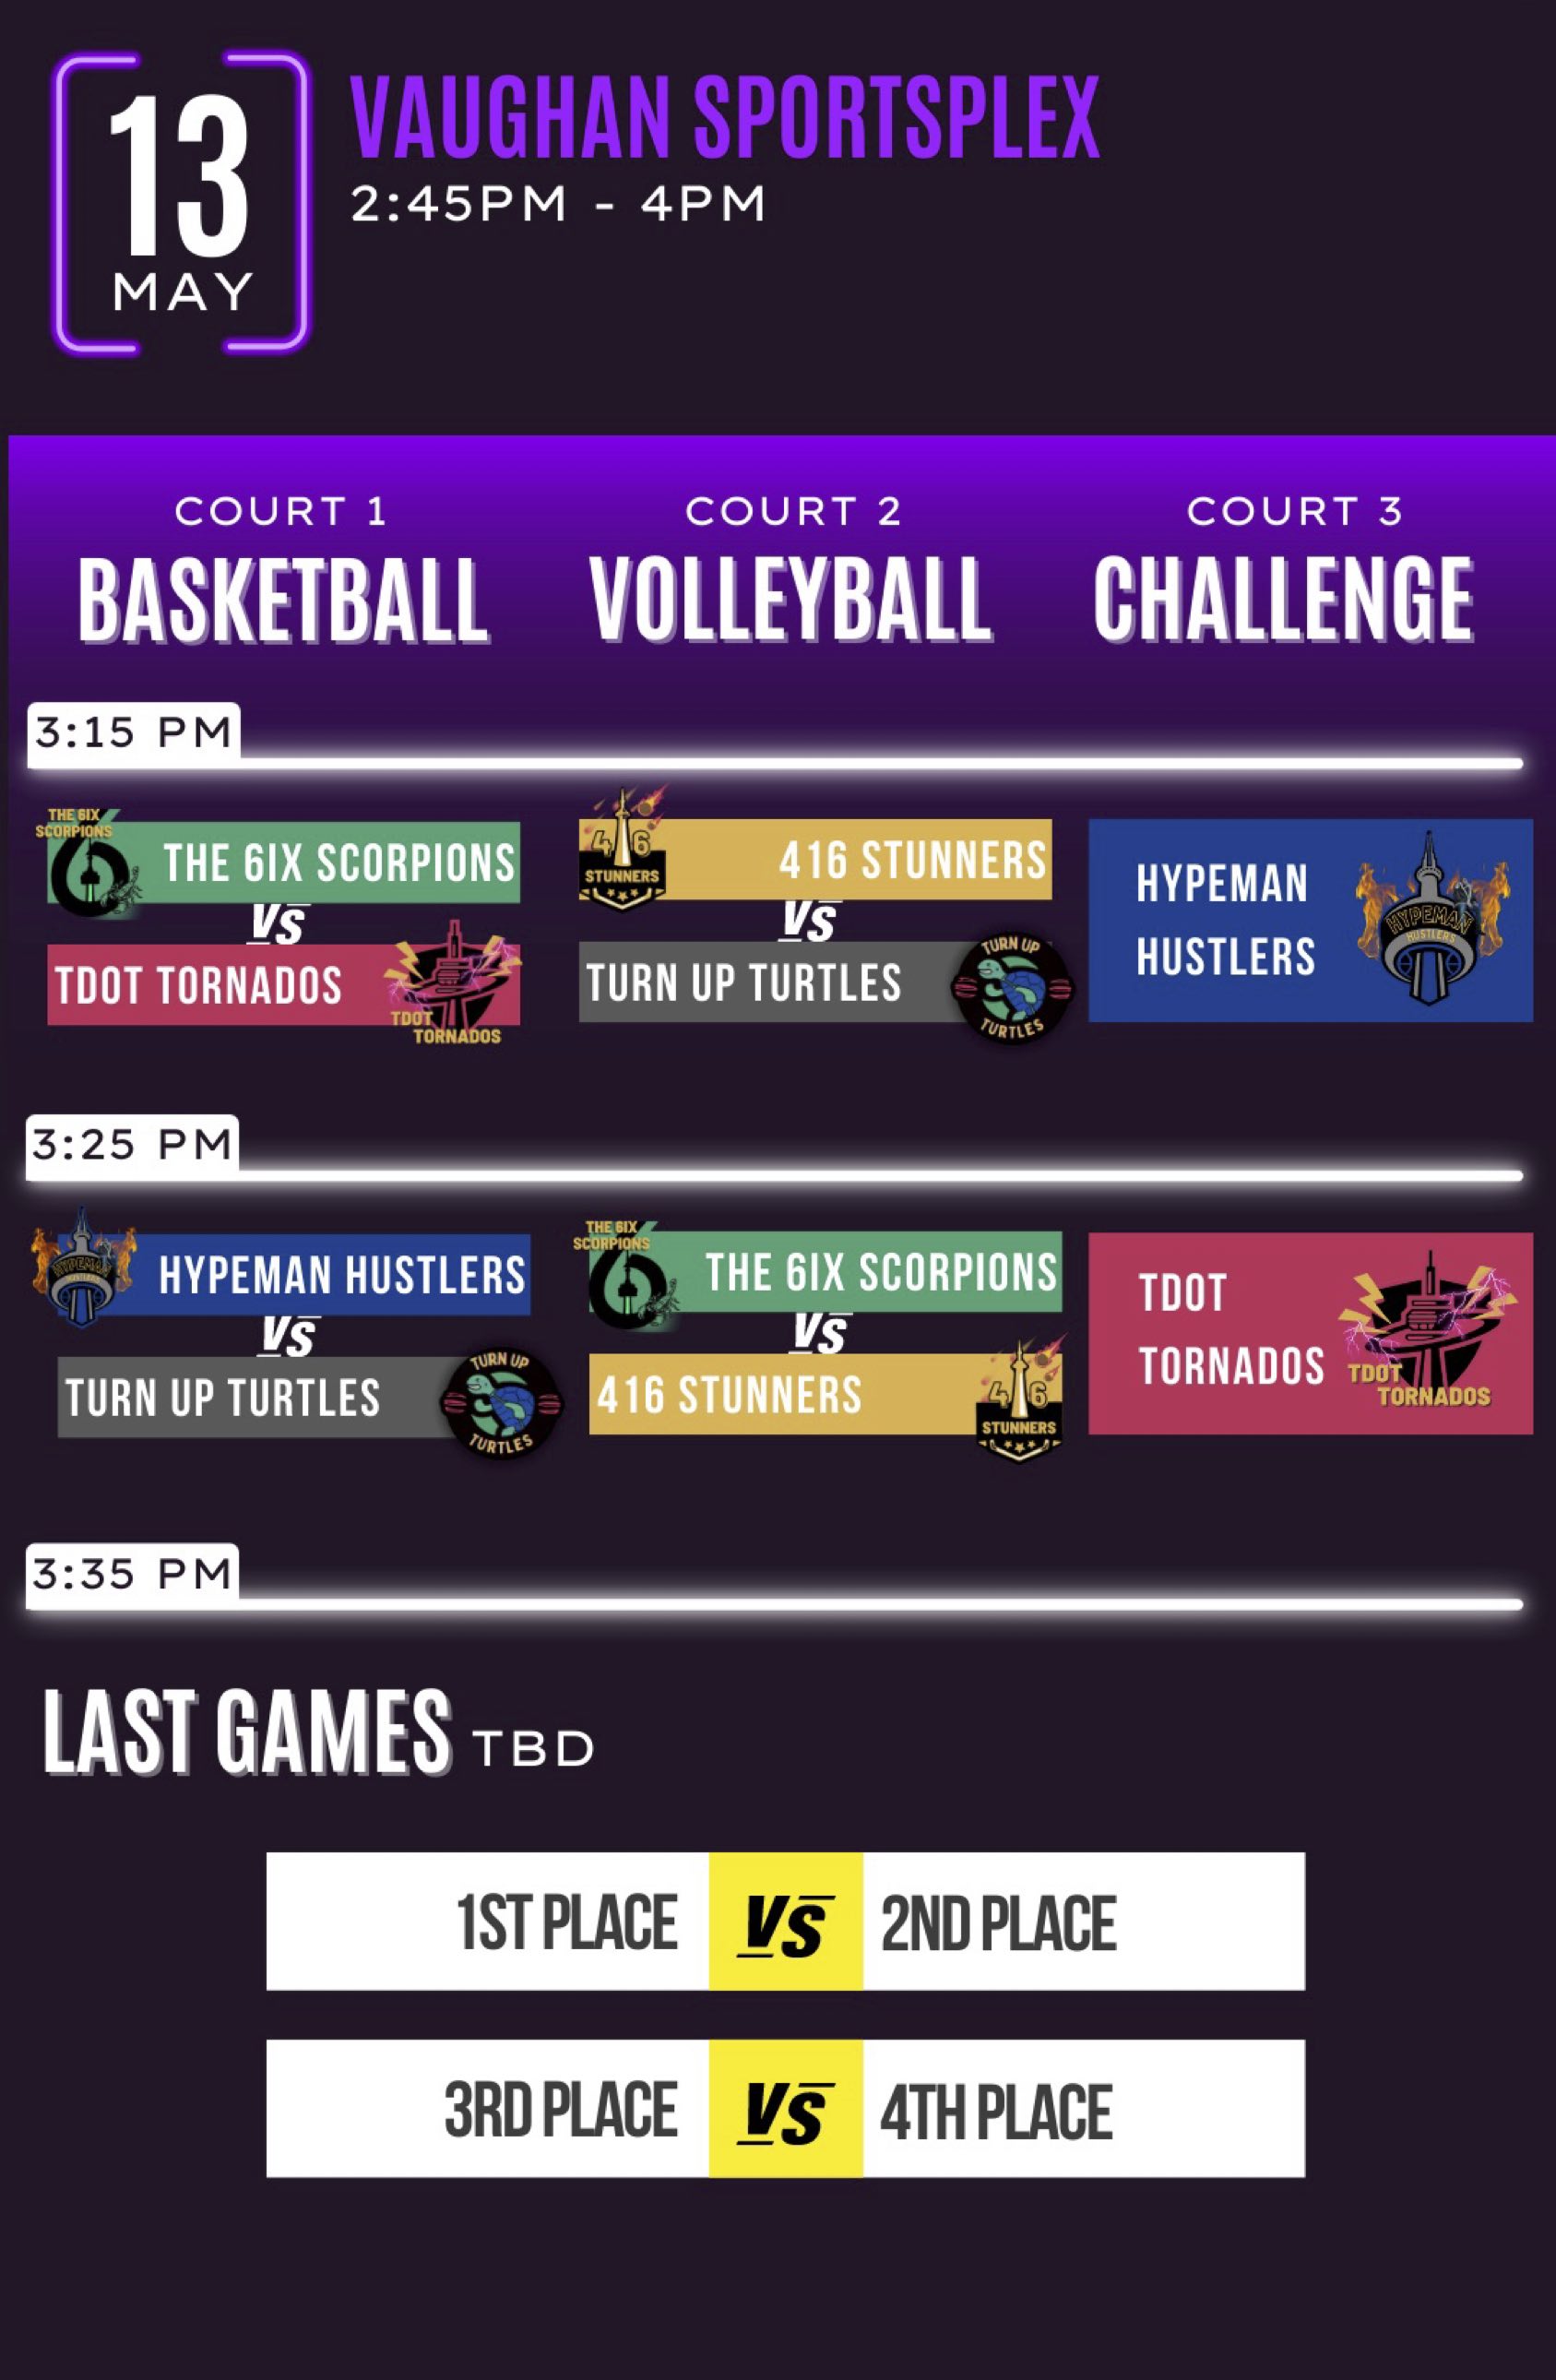 13
MAY
VAUGHAN SPORTSPLEX
2:45PM - 4PM
COURT 1
BASKETBALL
COURT 2
VOLLEYBALL
COURT 3
CHALLENGE
3:15 PM
THE 6IX
SCORPIONS
THE 6IX SCORPIONS
VS
TDOT TORNADOS
TDOT
TORNADOS
416
STUNNERS
416 STUNNERS
VS
TURN UP TURTLES
TURN UP
TURTLES
HYPEMAN
HUSTLERS
HYPEMAN
HUSTLERS
3:25 PM
HYPEMAN
HUSTLERS
HYPEMAN HUSTLERS
VS
TURN UP TURTLES
TURN UP
TURTLES
THE 6IX
SCORPIONS
THE 6IX SCORPIONS
VS
416 STUNNERS
416
STUNNERS
TDOT
TORNADOS
TDOT
TORNADOS
3:35 PM
LAST GAMES TBD
1ST PLACE VS 2ND PLACE
3RD PLACE VS 4TH PLACE